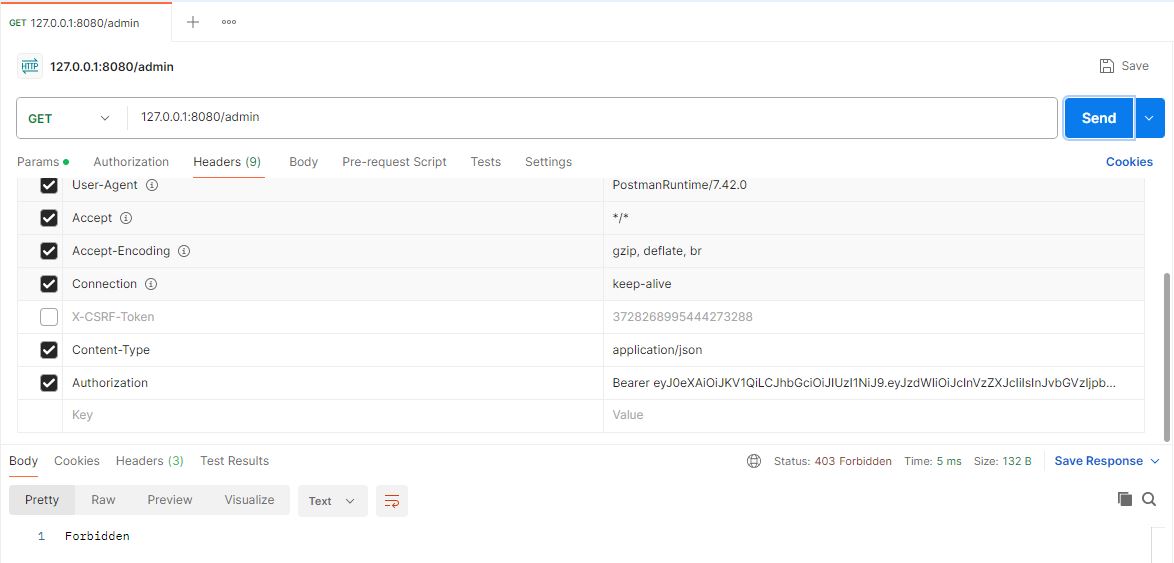 GET 127.0.0.1:8080/admin
HTTP 127.0.0.1:8080/admin Save
GET 127.0.0.1:8080/admin Send
Params Authorization Headers (9) Body Pre-request Script Tests Settings Cookies
User-Agent PostmanRuntime/7.42.0
Accept */*
Accept-Encoding gzip, deflate, br
Connection keep-alive
X-CSRF-Token 3728268995444273288
Content-Type application/json
Authorization Bearer eyJ0eXAiOiJKV1QiLCJhbGciOiJIUzI1NiJ9.eyJzdWIiOiJcInVzZXJcIiIsInJvbGVzIjpb...
Key Value
Body Cookies Headers (3) Test Results Status: 403 Forbidden Time: 5 ms Size: 132 B Save Response
Pretty Raw Preview Visualize Text
1 Forbidden